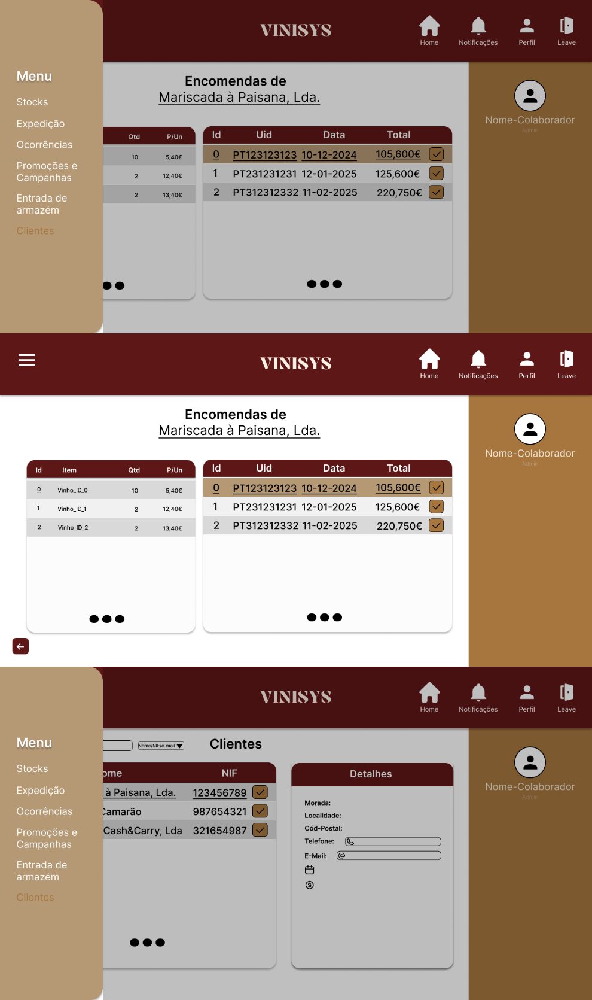 VINISYS
Home Notificações Perfil Leave
Menu
Stocks
Expedição
Ocorrências
Promoções e
Campanhas
Entrada de
armazém
Clientes
Encomendas de
Mariscada à Paisana, Lda.
Qtd P/Un
10 5,40€
2 12,40€
2 13,40€
Id Uid Data Total
0 PT123123123 10-12-2024 105,600€
1 PT231231231 12-01-2025 125,600€
2 PT312312332 11-02-2025 220,750€
Nome-Colaborador
Admin
VINISYS
Home Notificações Perfil Leave
Encomendas de
Mariscada à Paisana, Lda.
Id Item Qtd P/Un
0 Vinho_ID_0 10 5,40€
1 Vinho_ID_1 2 12,40€
2 Vinho_ID_2 2 13,40€
Id Uid Data Total
0 PT123123123 10-12-2024 105,600€
1 PT231231231 12-01-2025 125,600€
2 PT312312332 11-02-2025 220,750€
Nome-Colaborador
Admin
VINISYS
Home Notificações Perfil Leave
Menu
Stocks
Expedição
Ocorrências
Promoções e
Campanhas
Entrada de
armazém
Clientes
Nome/NIF/e-mail
Clientes
ome NIF
à Paisana, Lda. 123456789
Camarão 987654321
Cash&Carry, Lda 321654987
Detalhes
Morada:
Localidade:
Cód-Postal:
Telefone:
E-Mail:
Nome-Colaborador
Admin